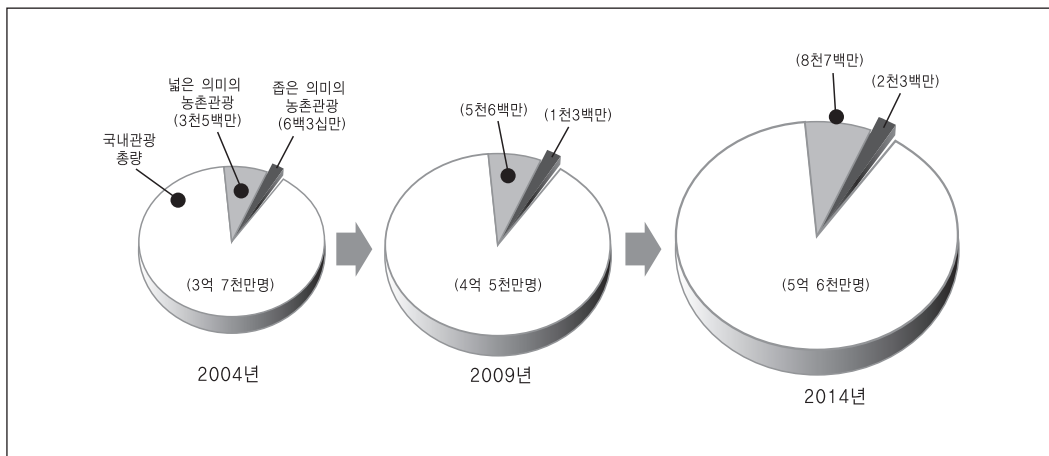 국내관광
총량
넓은 의미의
농촌관광
(3천5백만)
좁은 의미의
농촌관광
(6백3십만)
(3억 7천만명)
2004년
(5천6백만)
(1천3백만)
(4억 5천만명)
2009년
(8천7백만)
(2천3백만)
(5억 6천만명)
2014년